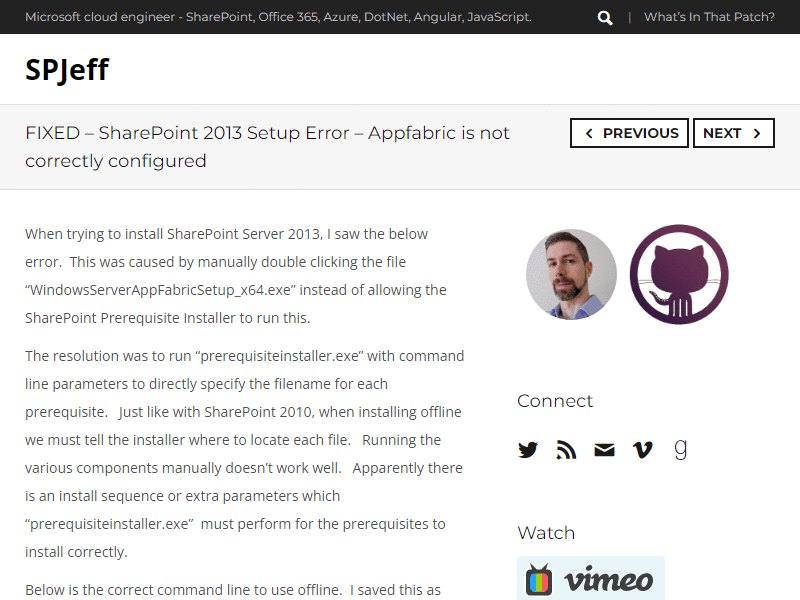 Microsoft cloud engineer - SharePoint, Office 365, Azure, DotNet, Angular, JavaScript.
| What's In That Patch?
SPJeff
FIXED – SharePoint 2013 Setup Error – Appfabric is not
correctly configured
PREVIOUS
NEXT
When trying to install SharePoint Server 2013, I saw the below
error.  This was caused by manually double clicking the file
“WindowsServerAppFabricSetup_x64.exe” instead of allowing the
SharePoint Prerequisite Installer to run this.
The resolution was to run “prerequisiteinstaller.exe” with command
line parameters to directly specify the filename for each
prerequisite.   Just like with SharePoint 2010, when installing offline
we must tell the installer where to locate each file.   Running the
various components manually doesn’t work well.   Apparently there
is an install sequence or extra parameters which
“prerequisiteinstaller.exe”  must perform for the prerequisites to
install correctly.
Below is the correct command line to use offline.  I saved this as
Connect
Watch
vimeo